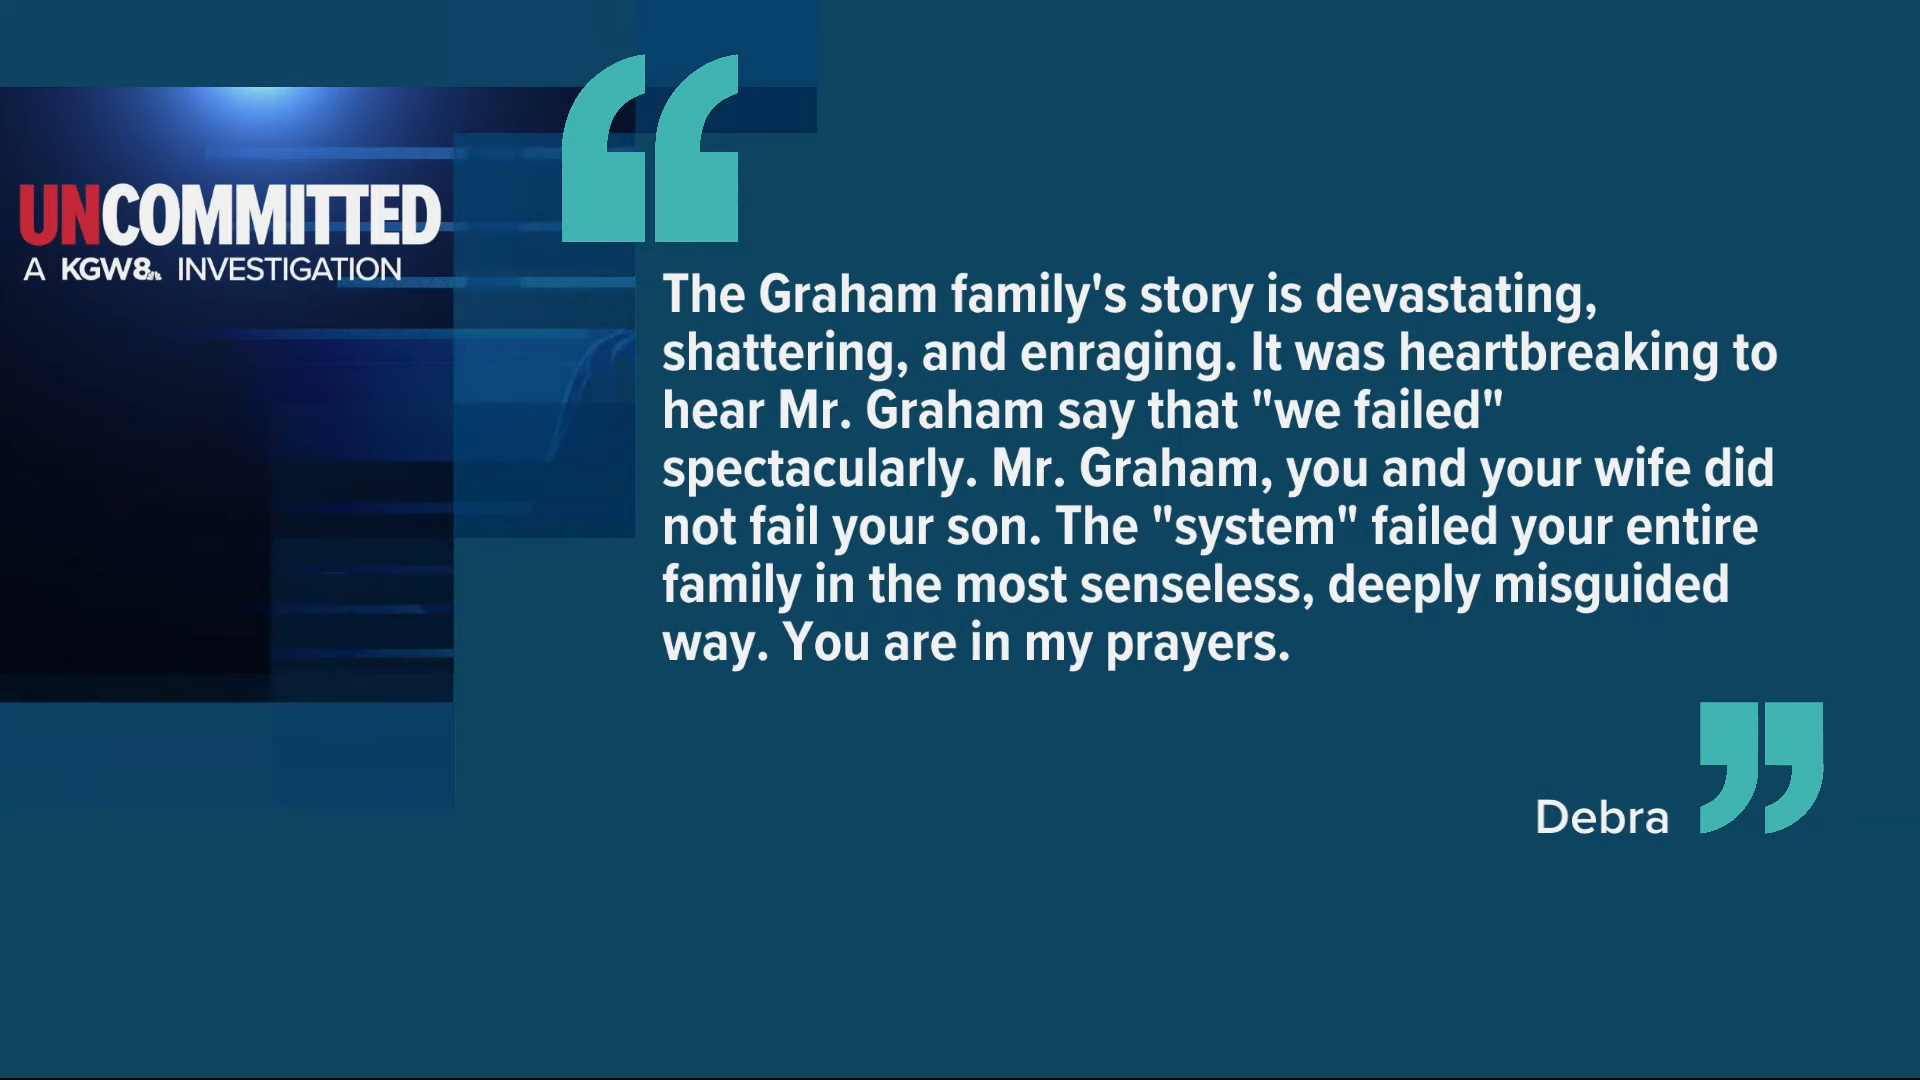 UNCOMMITTED
A KGW8 INVESTIGATION
The Graham family's story is devastating,
shattering, and enraging. It was heartbreaking to
hear Mr. Graham say that "we failed"
spectacularly. Mr. Graham, you and your wife did
not fail your son. The "system" failed your entire
family in the most senseless, deeply misguided
way. You are in my prayers.
Debra